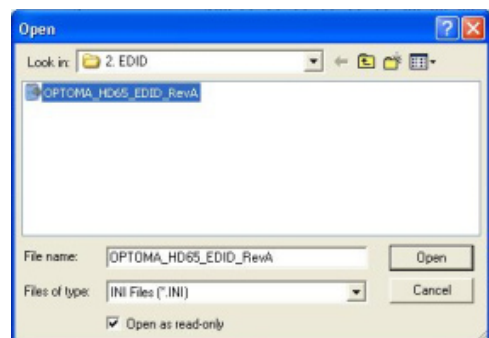 Open
Look in: 2. EDID
OPTOMA_HD65_EDID_RevA
File name: OPTOMA_HD65_EDID_RevA Open
Files of type: INI Files (*.INI) Cancel
Open as read-only